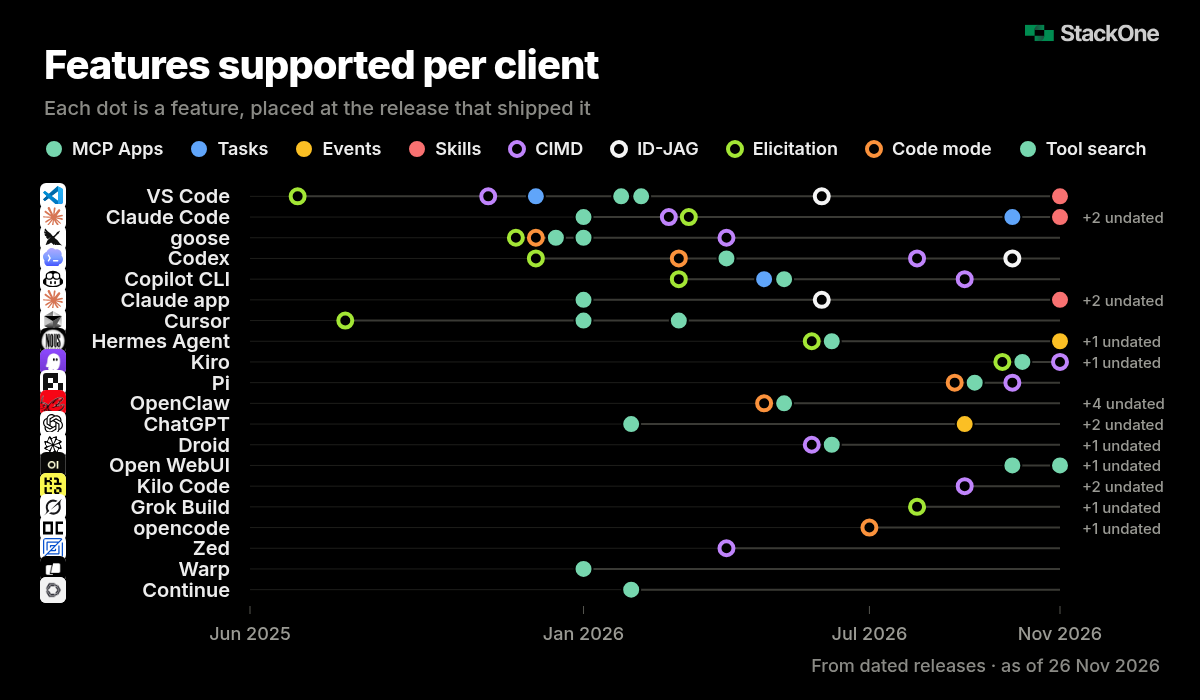 StackOne
Features supported per client
Each dot is a feature, placed at the release that shipped it
MCP Apps Tasks Events Skills CIMD ID-JAG Elicitation Code mode Tool search
VS Code
Claude Code +2 undated
goose
Codex
Copilot CLI
Claude app +2 undated
Cursor
Hermes Agent +1 undated
Kiro +1 undated
Pi
OpenClaw +4 undated
ChatGPT +2 undated
Droid +1 undated
OI Open WebUI +1 undated
Kilo Code +2 undated
Grok Build +1 undated
opencode +1 undated
Zed
Warp
Continue
Jun 2025 Jan 2026 Jul 2026 Nov 2026
From dated releases · as of 26 Nov 2026